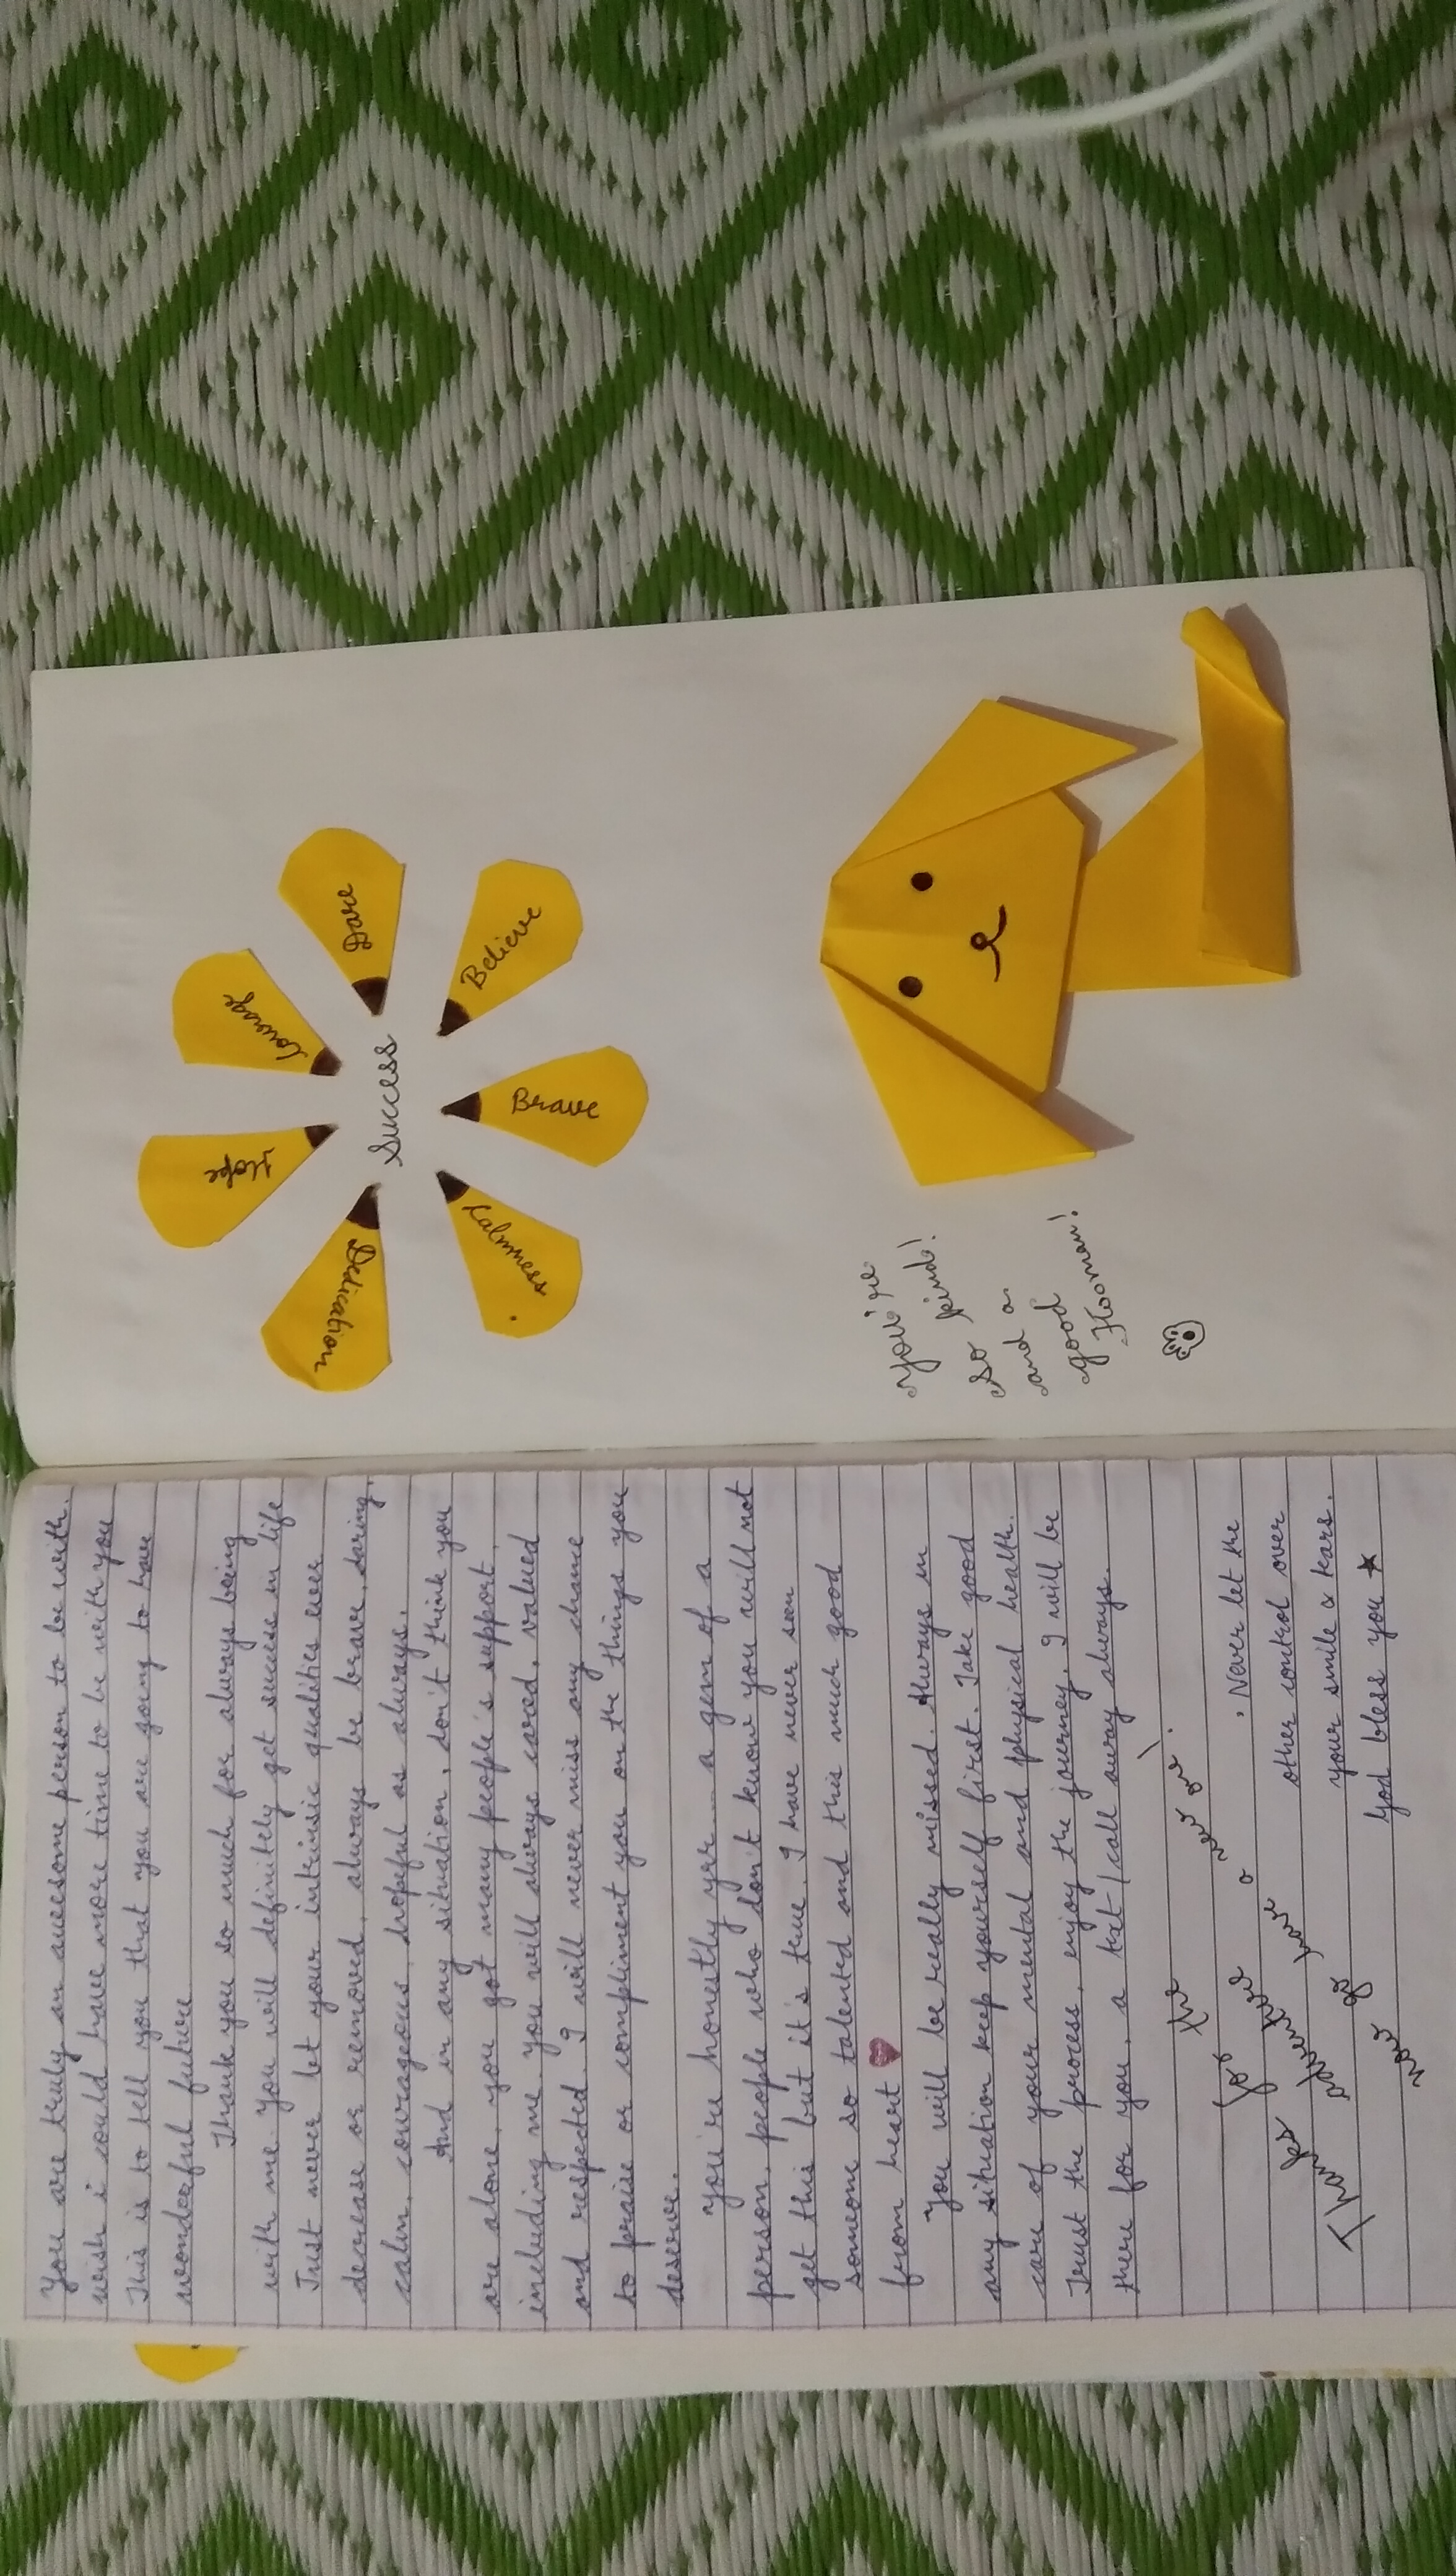 You are truly an awesome person to be with.
wish i could have more time to be with you
This is to tell you that you are going to have
wonderful future
Thank you so much for always being
with me. you will definitely get success in life
Just never let your intrinsic qualities ever
decrease or removed, always be brave, daring,
calm, courageous, hopeful as always.
And in any situation, don't think you
are alone, you got many people's support,
including me. you will always cared, valued
and respected. I will never miss any chance
to praise or compliment you on the things you
deserve.
You're honestly yrr.... a gem of a
person, people who don't know you will not
get this but it's true. I have never seen
someone so talented and this much good
from heart
You will be really missed. Always in
any situation keep yourself first. Take good
care of your mental and physical health.
Trust the process, enjoy the journey. I will be
there for you, a text/call away always.
Never let the
other control over
your smile & tears.
God bless you
Thank
for
the
Success
Dare
Believe
Brave
Calmness
Dedication
Hope
Courage
You're
so kind!
and a
good
Hooman!